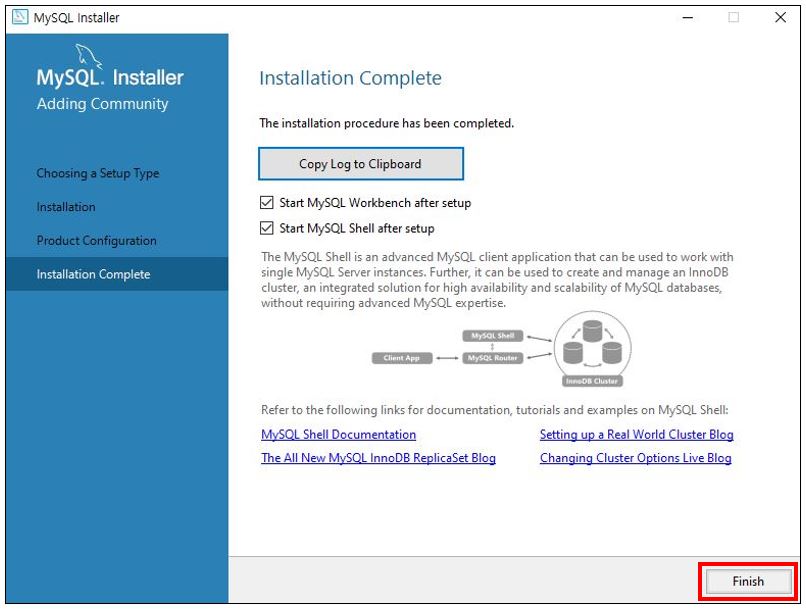 MySQL Installer
MySQL. Installer
Adding Community
Choosing a Setup Type
Installation
Product Configuration
Installation Complete
Installation Complete
The installation procedure has been completed.
Copy Log to Clipboard
Start MySQL Workbench after setup
Start MySQL Shell after setup
The MySQL Shell is an advanced MySQL client application that can be used to work with
single MySQL Server instances. Further, it can be used to create and manage an InnoDB
cluster, an integrated solution for high availability and scalability of MySQL databases,
without requiring advanced MySQL expertise.
MySQL Shell
Client App
MySQL Router
InnoDB Cluster
Refer to the following links for documentation, tutorials and examples on MySQL Shell:
MySQL Shell Documentation
Setting up a Real World Cluster Blog
The All New MySQL InnoDB ReplicaSet Blog
Changing Cluster Options Live Blog
Finish